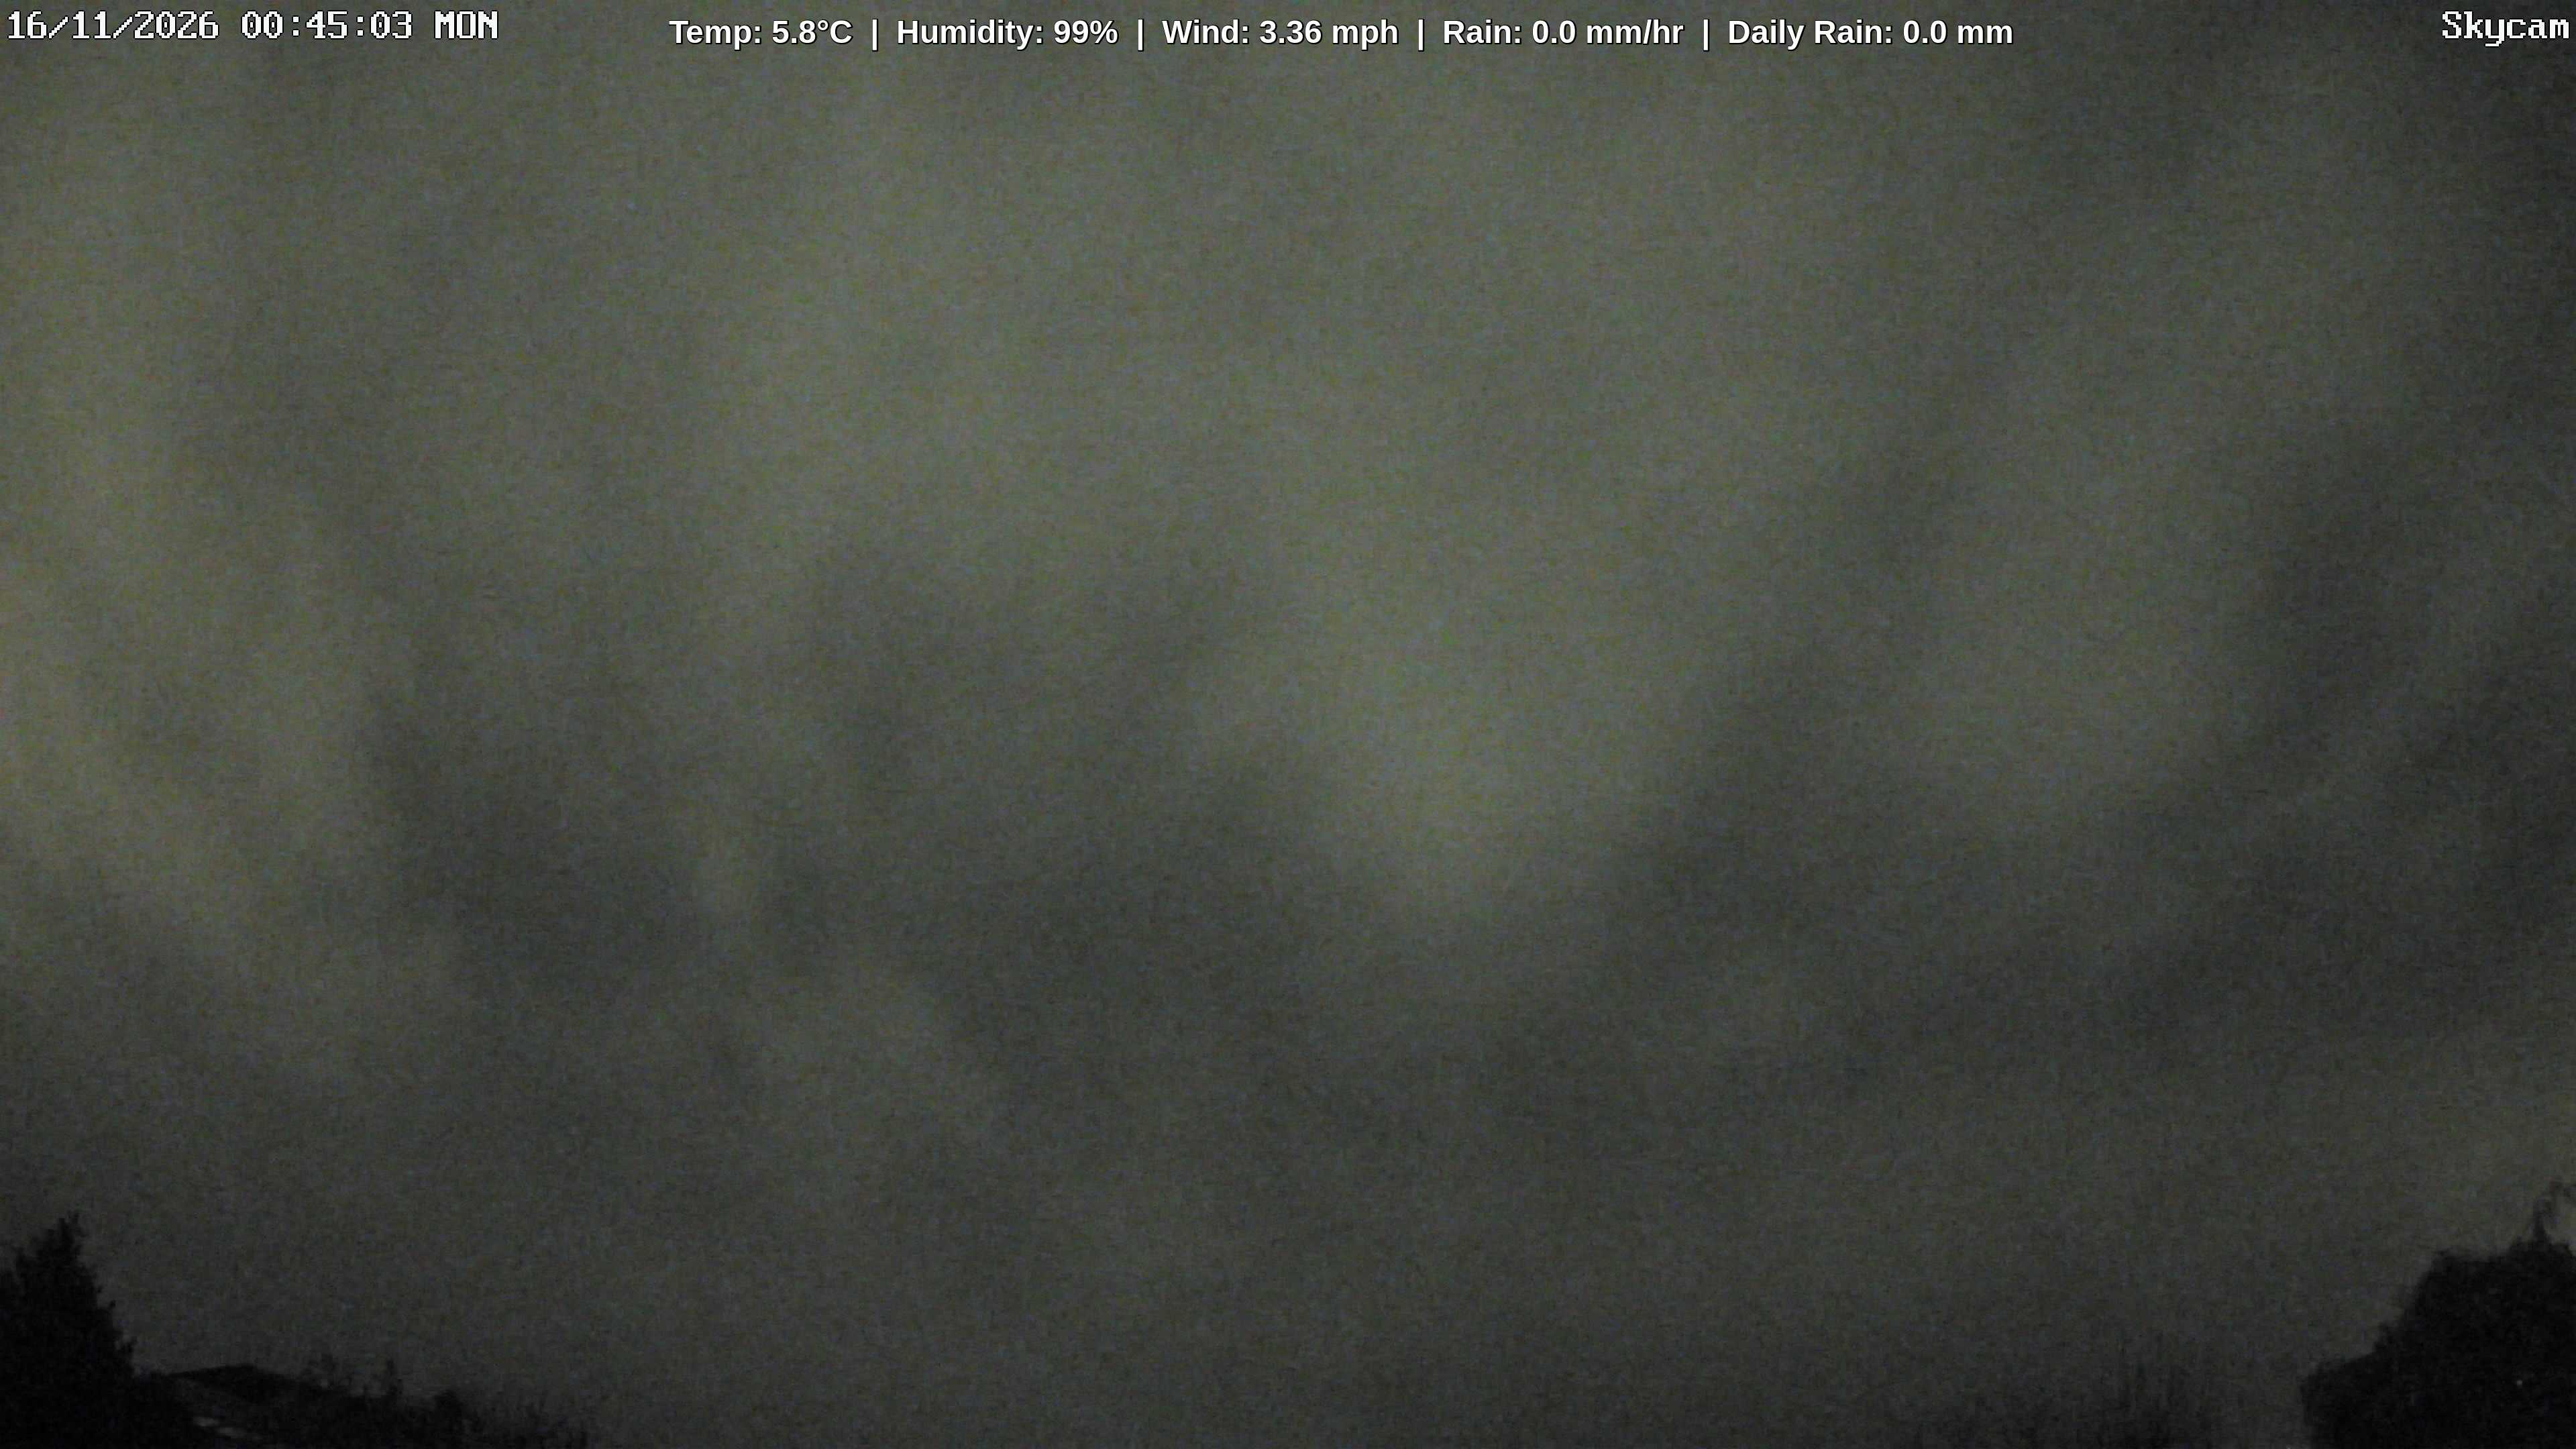 16/11/2026 00:45:03 MON
Temp: 5.8°C | Humidity: 99% | Wind: 3.36 mph | Rain: 0.0 mm/hr | Daily Rain: 0.0 mm
Skycam